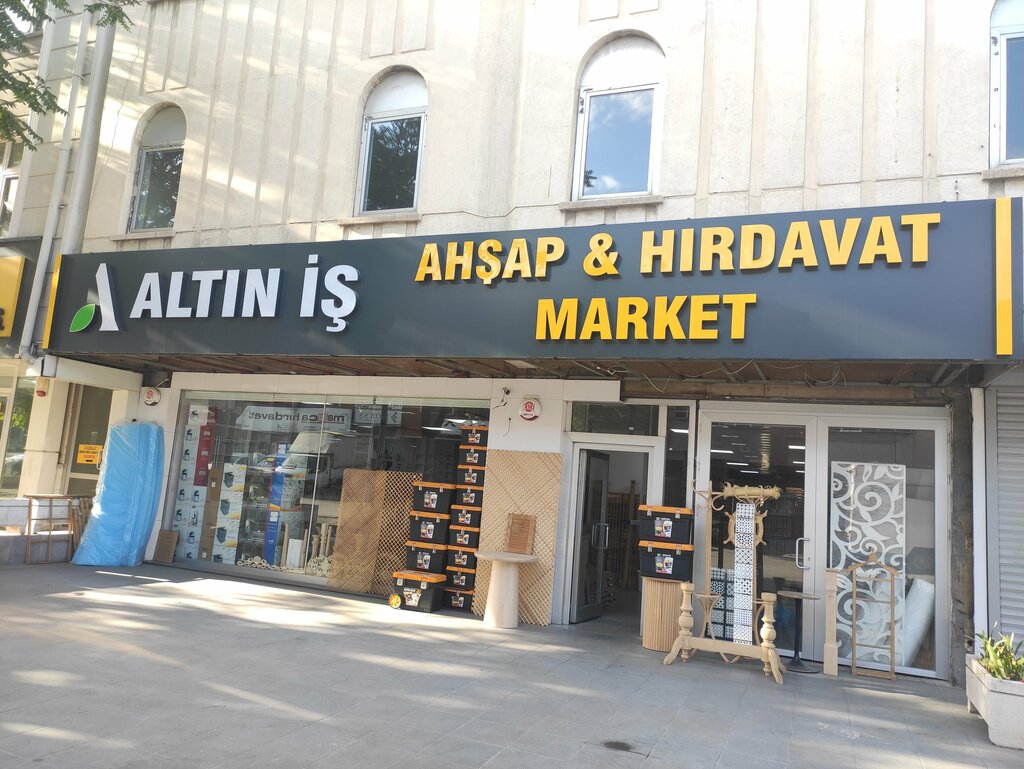 ALTIN İŞ
AHŞAP & HIRDAVAT
MARKET